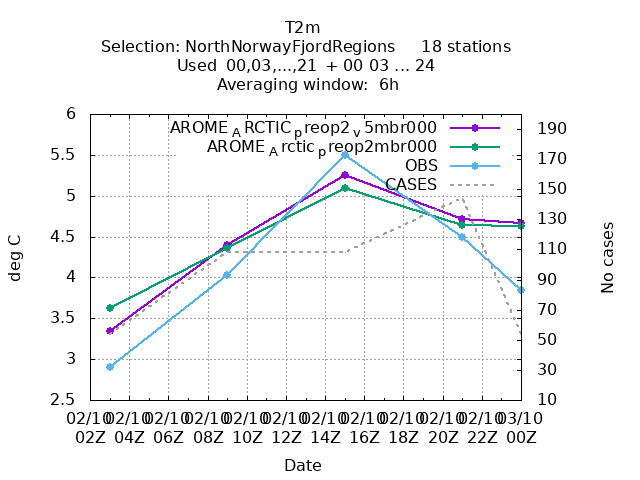 T2m
Selection: NorthNorwayFjordRegions 18 stations
Used 00,03,...,21 + 00 03 ... 24
Averaging window: 6h
AROME_ARCTIC_preop2_v5mbr000
AROME_Arctic_preop2mbr000
OBS
CASES
6
5.5
5
4.5
4
3.5
3
2.5
deg C
190
170
150
130
110
90
70
50
30
10
No cases
02/10 02/10 02/10 02/10 02/10 02/10 02/10 02/10 02/10 02/10 02/10 03/10
02Z 04Z 06Z 08Z 10Z 12Z 14Z 16Z 18Z 20Z 22Z 00Z
Date